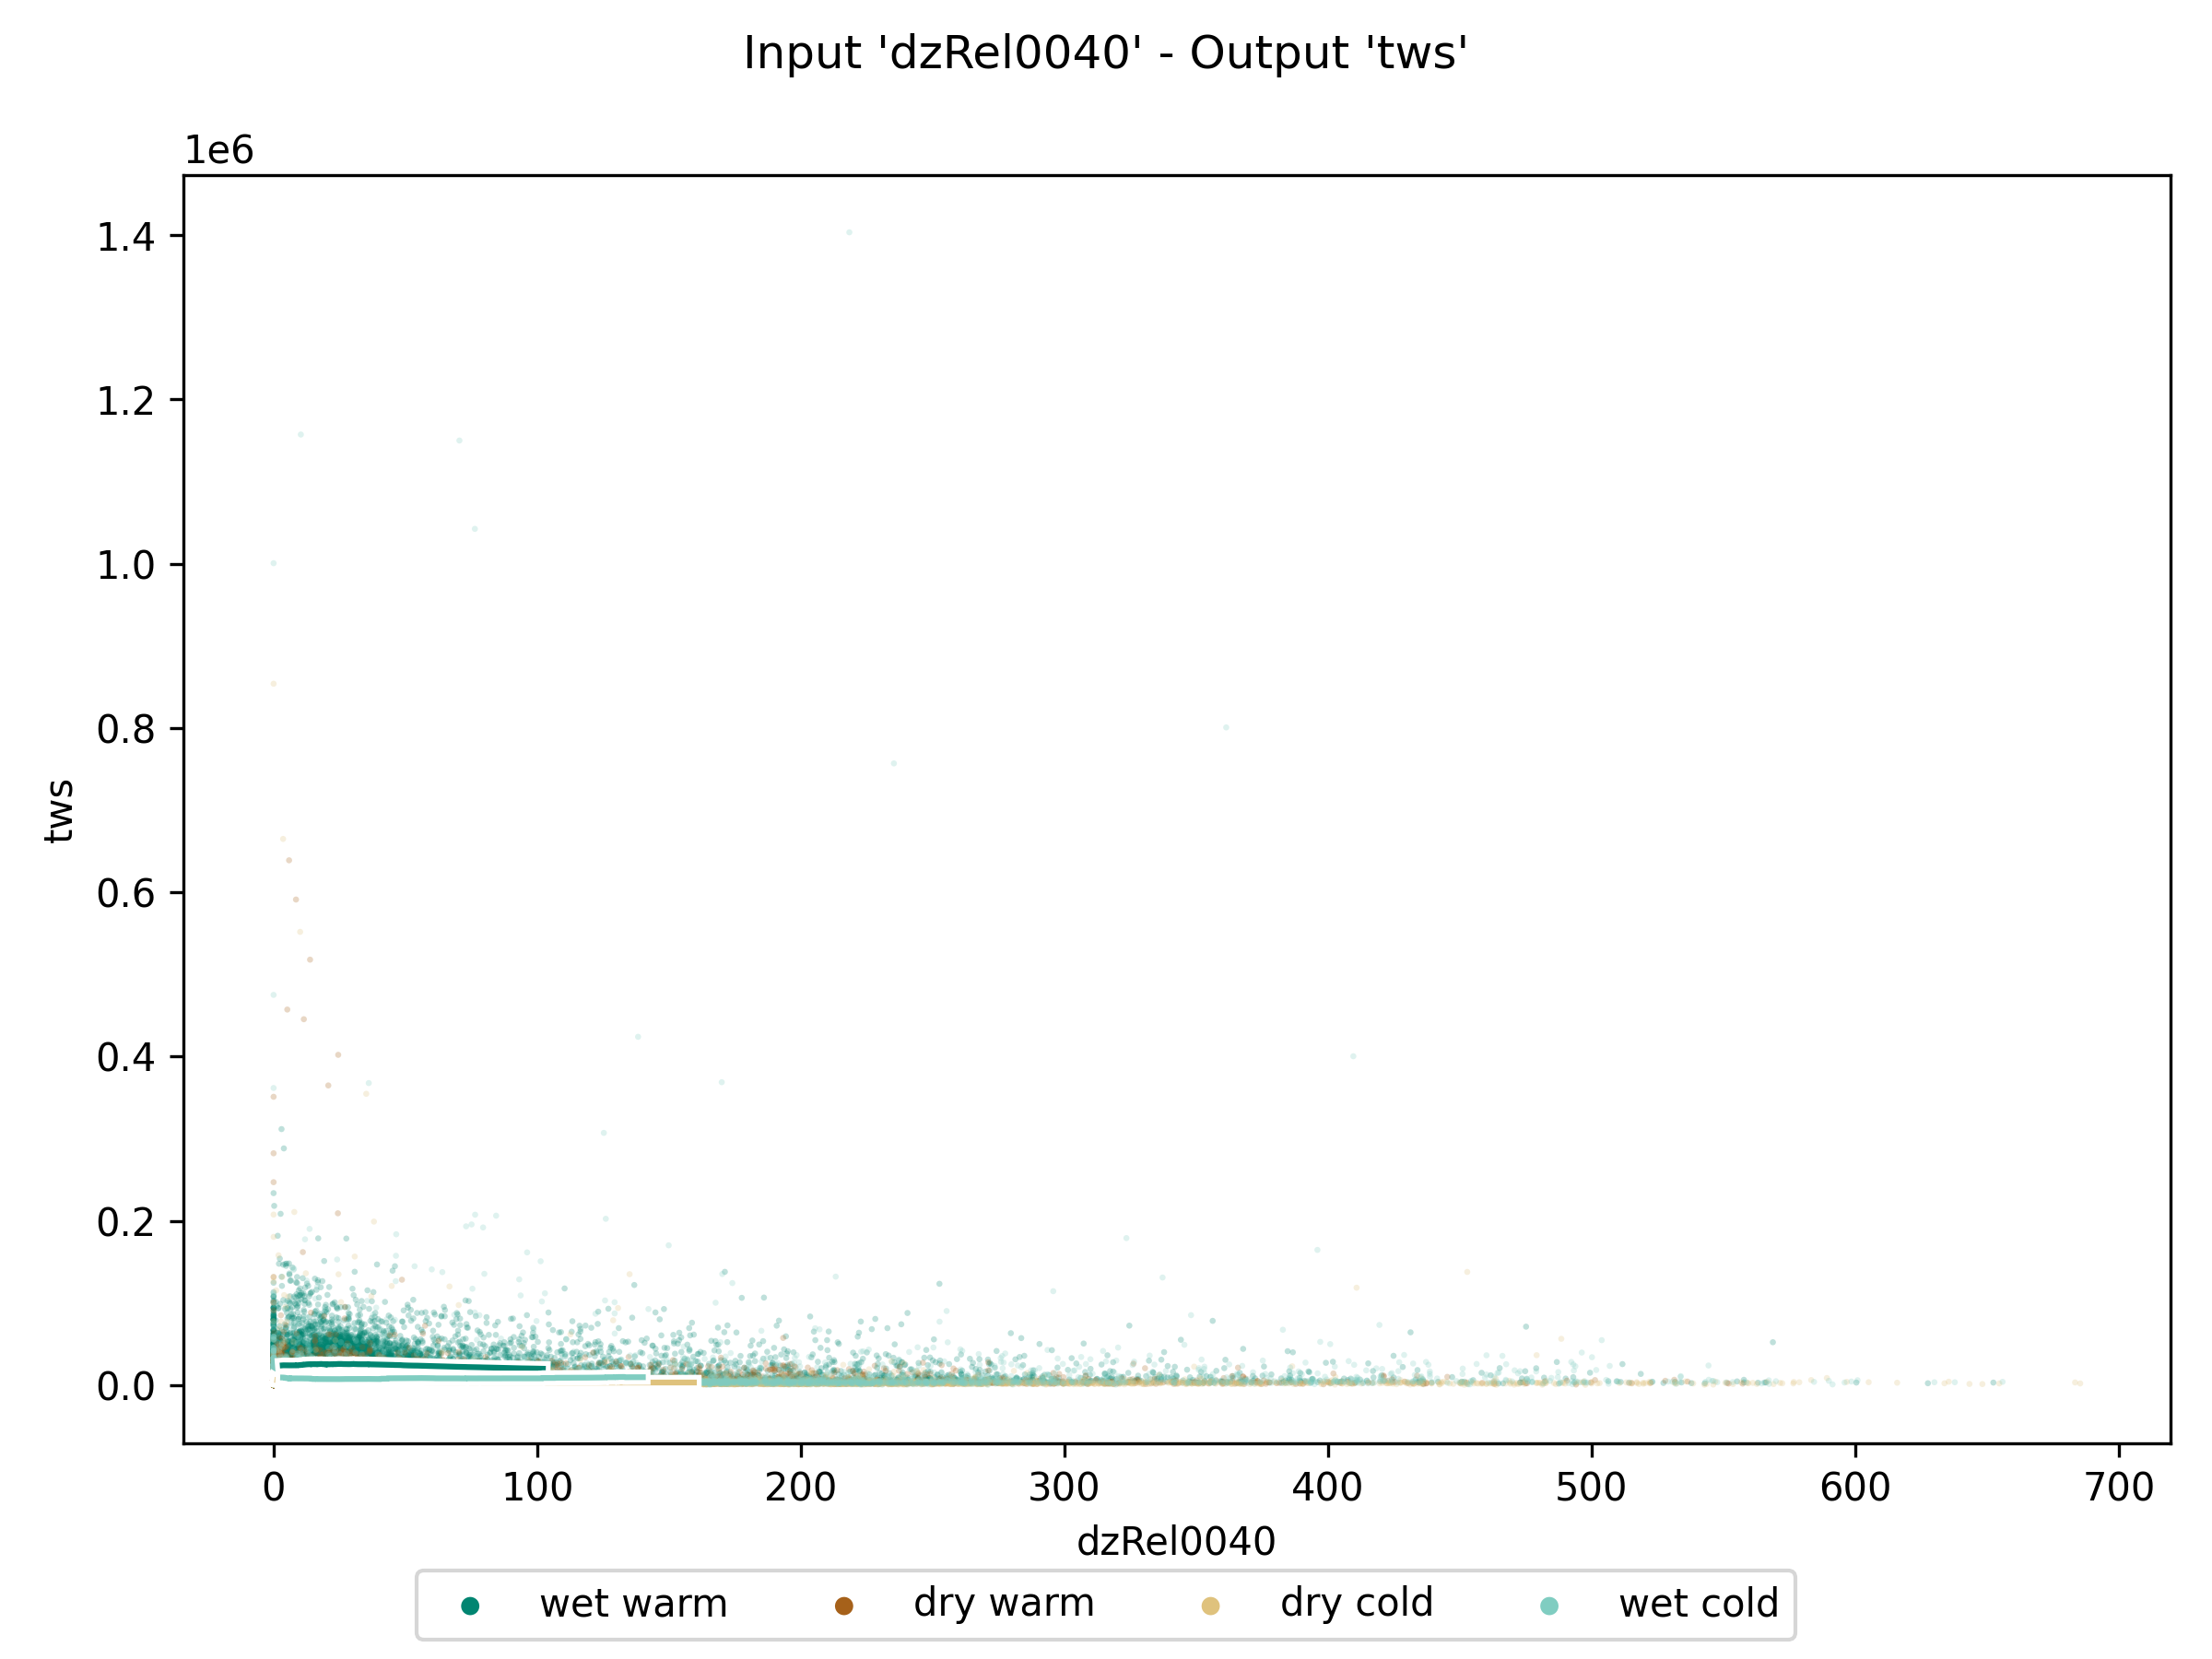 Input 'dzRel0040' - Output 'tws'
1e6
1.4
1.2
1.0
0.8
0.6
0.4
0.2
0.0
tws
0 100 200 300 400 500 600 700
dzRel0040
wet warm dry warm dry cold wet cold